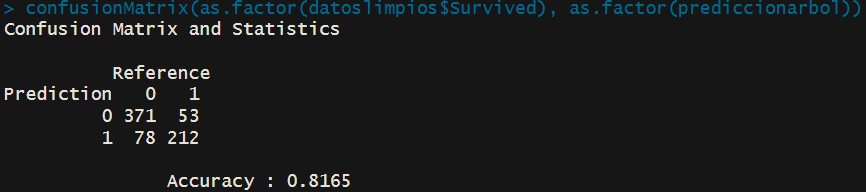 > confusionMatrix(as.factor(datoslimpios$Survived), as.factor(prediccionarbol))
Confusion Matrix and Statistics

          Reference
Prediction   0   1
         0 371  53
         1  78 212

               Accuracy : 0.8165